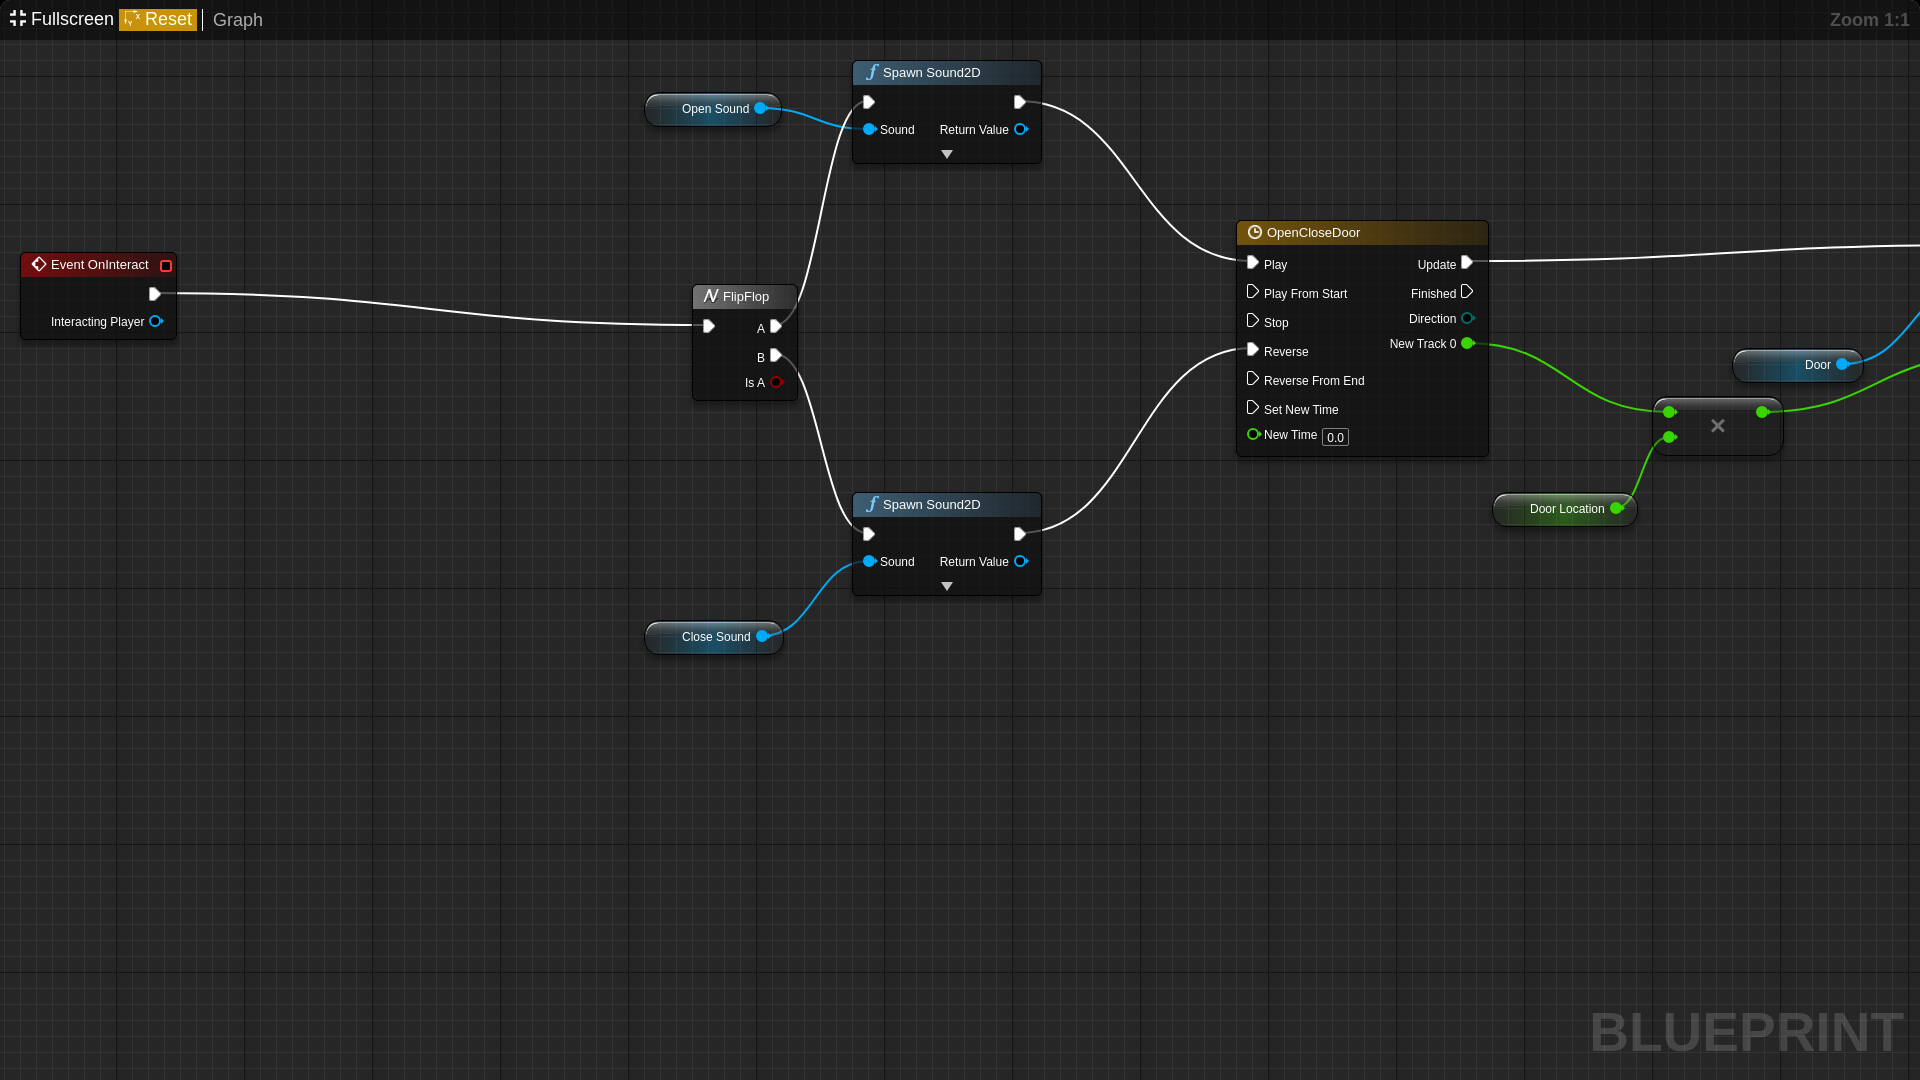 Fullscreen Reset Graph
Zoom 1:1
Spawn Sound2D
Open Sound
Sound Return Value
Event OnInteract
Interacting Player
FlipFlop
A
B
Is A
OpenCloseDoor
Play Update
Play From Start Finished
Stop Direction
Reverse New Track 0
Reverse From End
Set New Time
New Time 0.0
Door
Door Location
Spawn Sound2D
Sound Return Value
Close Sound
BLUEPRINT